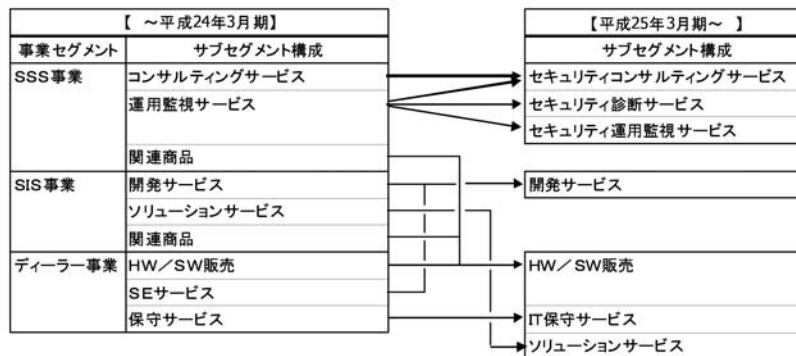 【 ～平成24年3月期】
事業セグメント サブセグメント構成
SSS事業 コンサルティングサービス
運用監視サービス
関連商品
SIS事業 開発サービス
ソリューションサービス
関連商品
ディーラー事業 HW／SW販売
SEサービス
保守サービス
【平成25年3月期～ 】
サブセグメント構成
セキュリティコンサルティングサービス
セキュリティ診断サービス
セキュリティ運用監視サービス
開発サービス
HW／SW販売
IT保守サービス
ソリューションサービス